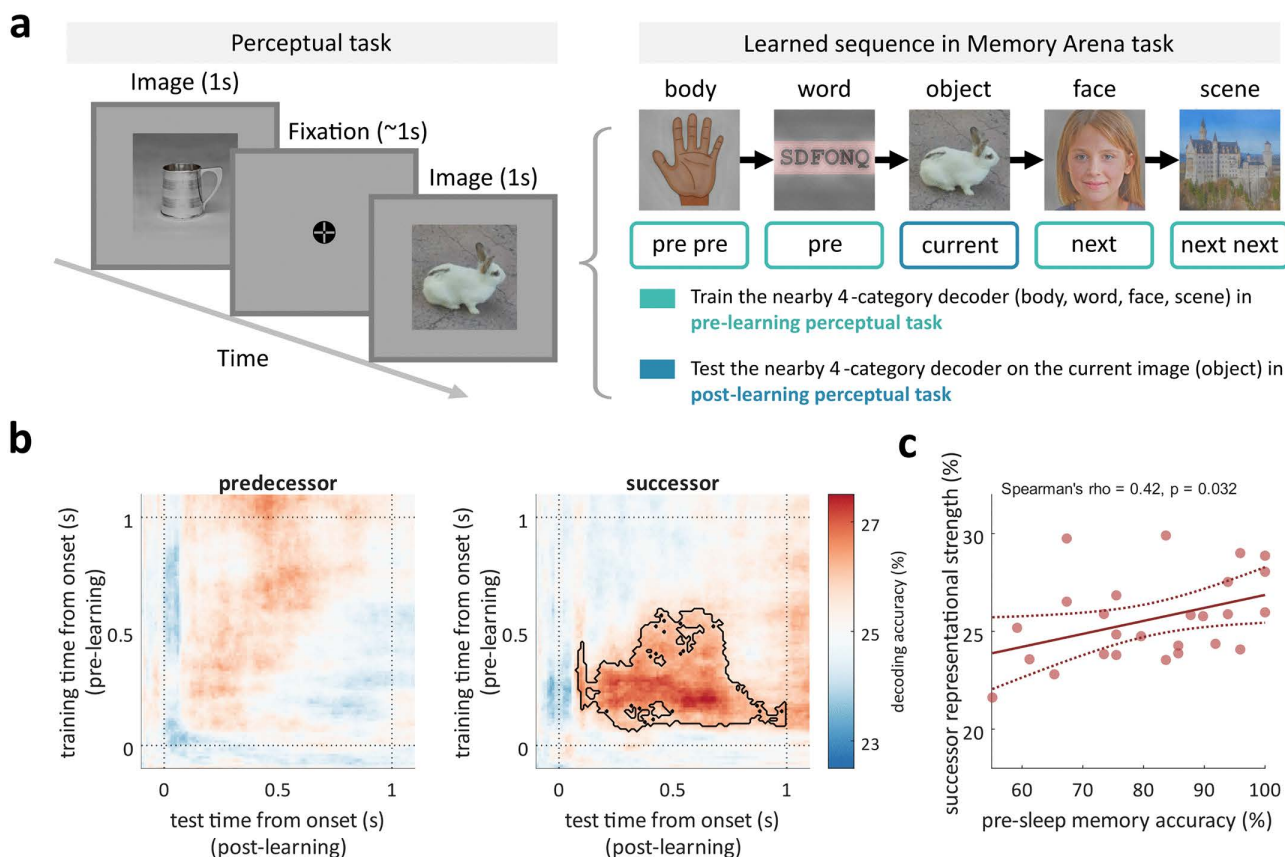 a
Perceptual task
Image (1s)
Fixation (~1s)
Image (1s)
Time
Learned sequence in Memory Arena task
body word object face scene
SDFONQ
pre pre pre current next next next
Train the nearby 4-category decoder (body, word, face, scene) in
pre-learning perceptual task
Test the nearby 4-category decoder on the current image (object) in
post-learning perceptual task
b
predecessor
training time from onset (s)
(pre-learning)
1
0.5
0
0 0.5 1
test time from onset (s)
(post-learning)
successor
training time from onset (s)
(pre-learning)
1
0.5
0
0 0.5 1
test time from onset (s)
(post-learning)
27
25
23
decoding accuracy (%)
c
Spearman's rho = 0.42, p = 0.032
successor representational strength (%)
30
25
20
60 70 80 90 100
pre-sleep memory accuracy (%)